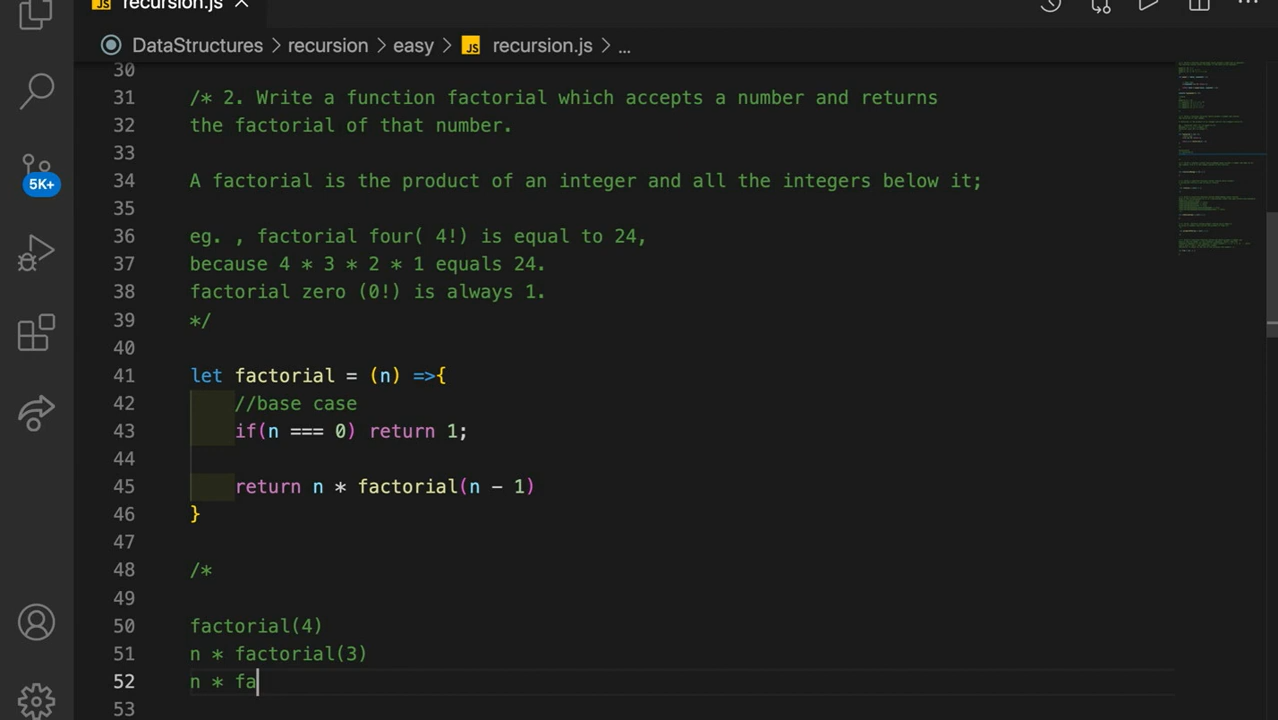 JS recursion.js ×
DataStructures > recursion > easy > JS recursion.js > ...
5K+
30
31 /* 2. Write a function factorial which accepts a number and returns
32 the factorial of that number.
33
34 A factorial is the product of an integer and all the integers below it;
35
36 eg. , factorial four( 4!) is equal to 24,
37 because 4 * 3 * 2 * 1 equals 24.
38 factorial zero (0!) is always 1.
39 */
40
41 let factorial = (n) =>{
42 //base case
43 if(n === 0) return 1;
44
45 return n * factorial(n - 1)
46 }
47
48 /*
49
50 factorial(4)
51 n * factorial(3)
52 n * fa
53